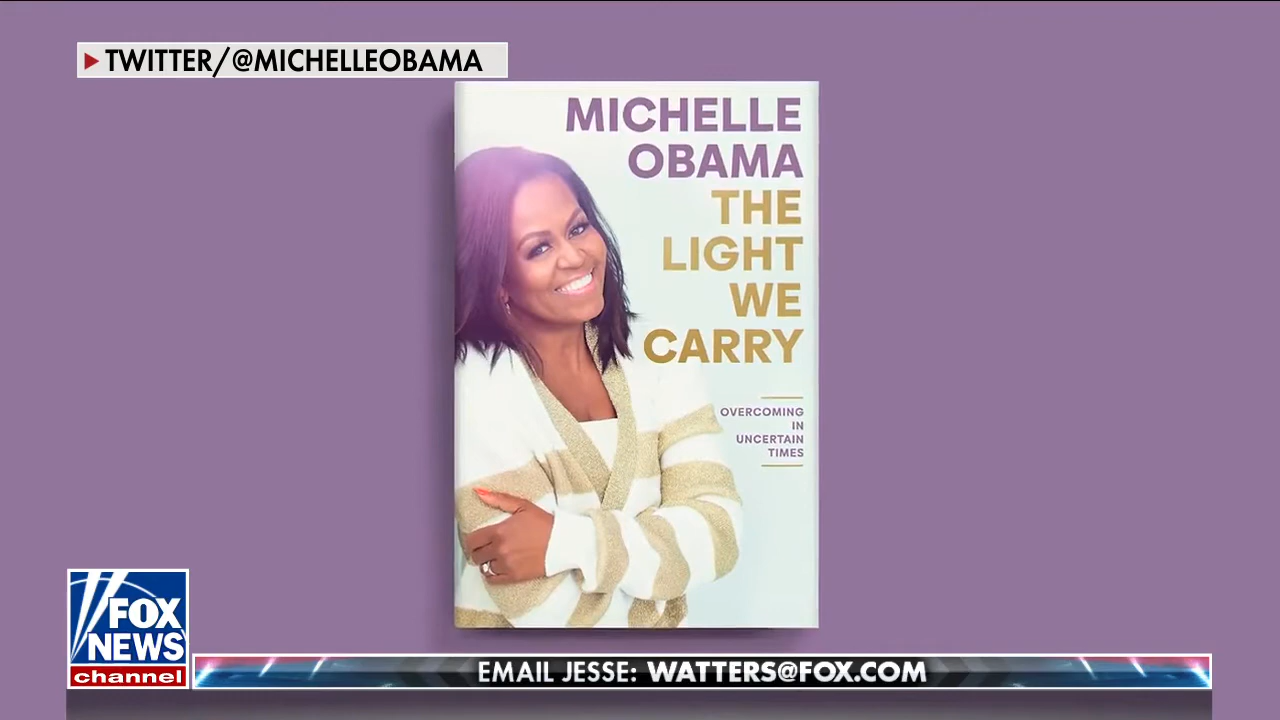 TWITTER/@MICHELLEOBAMA
MICHELLE
OBAMA
THE
LIGHT
WE
CARRY
OVERCOMING
IN
UNCERTAIN
TIMES
FOX
NEWS
channel
EMAIL JESSE: WATTERS@FOX.COM